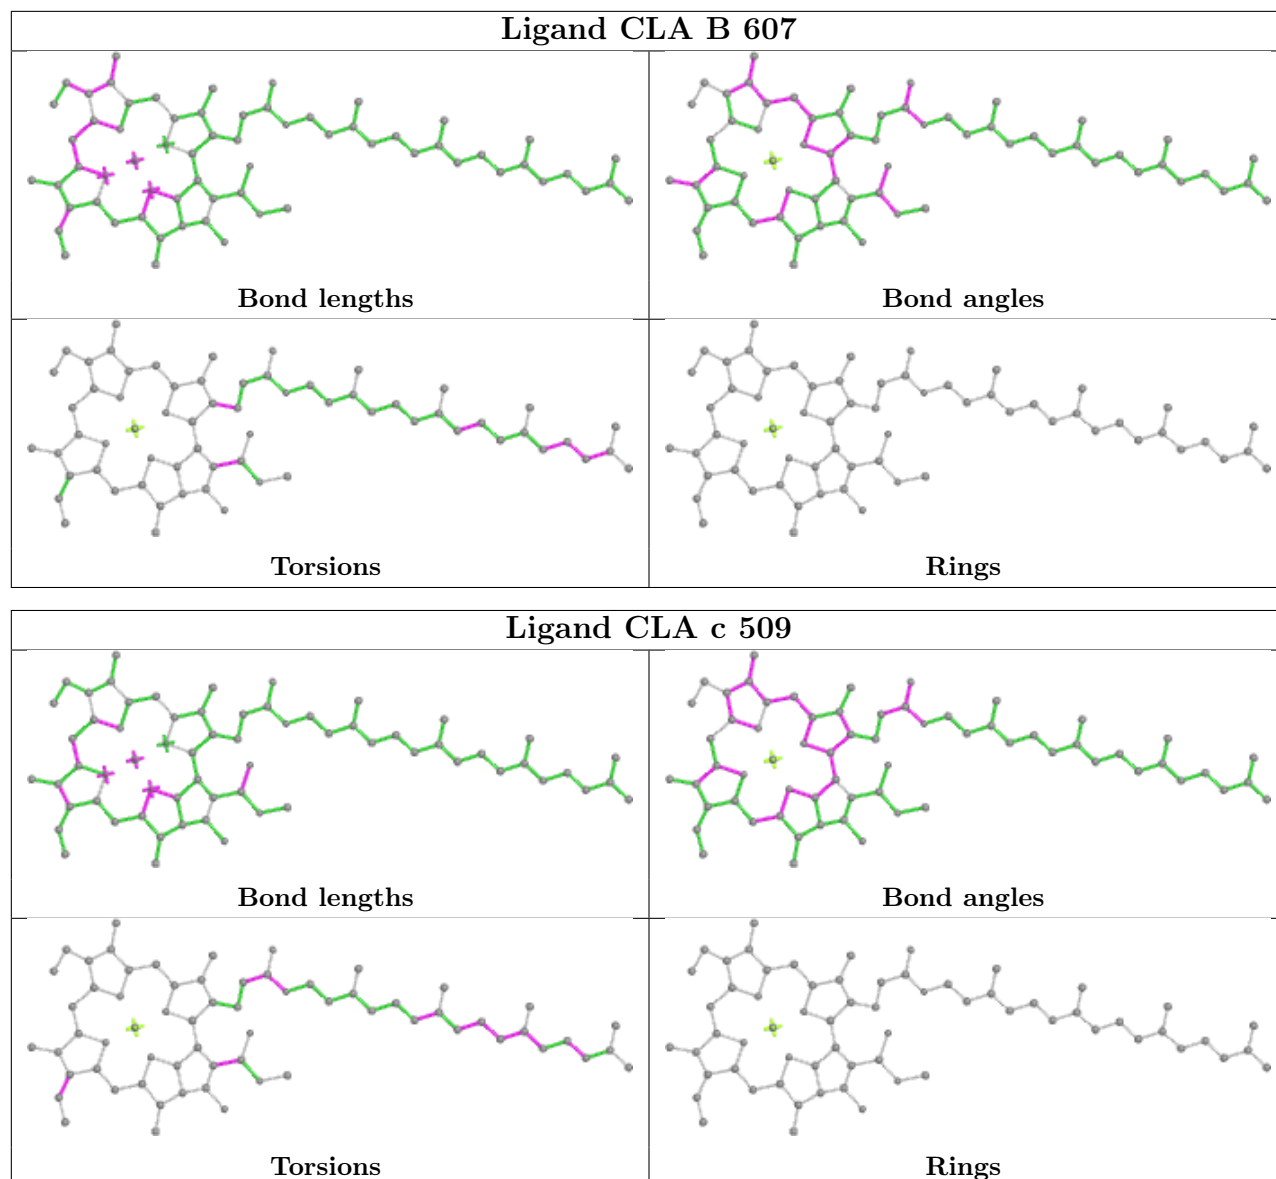 Ligand CLA B 607
Bond lengths
Bond angles
Torsions
Rings
Ligand CLA c 509
Bond lengths
Bond angles
Torsions
Rings